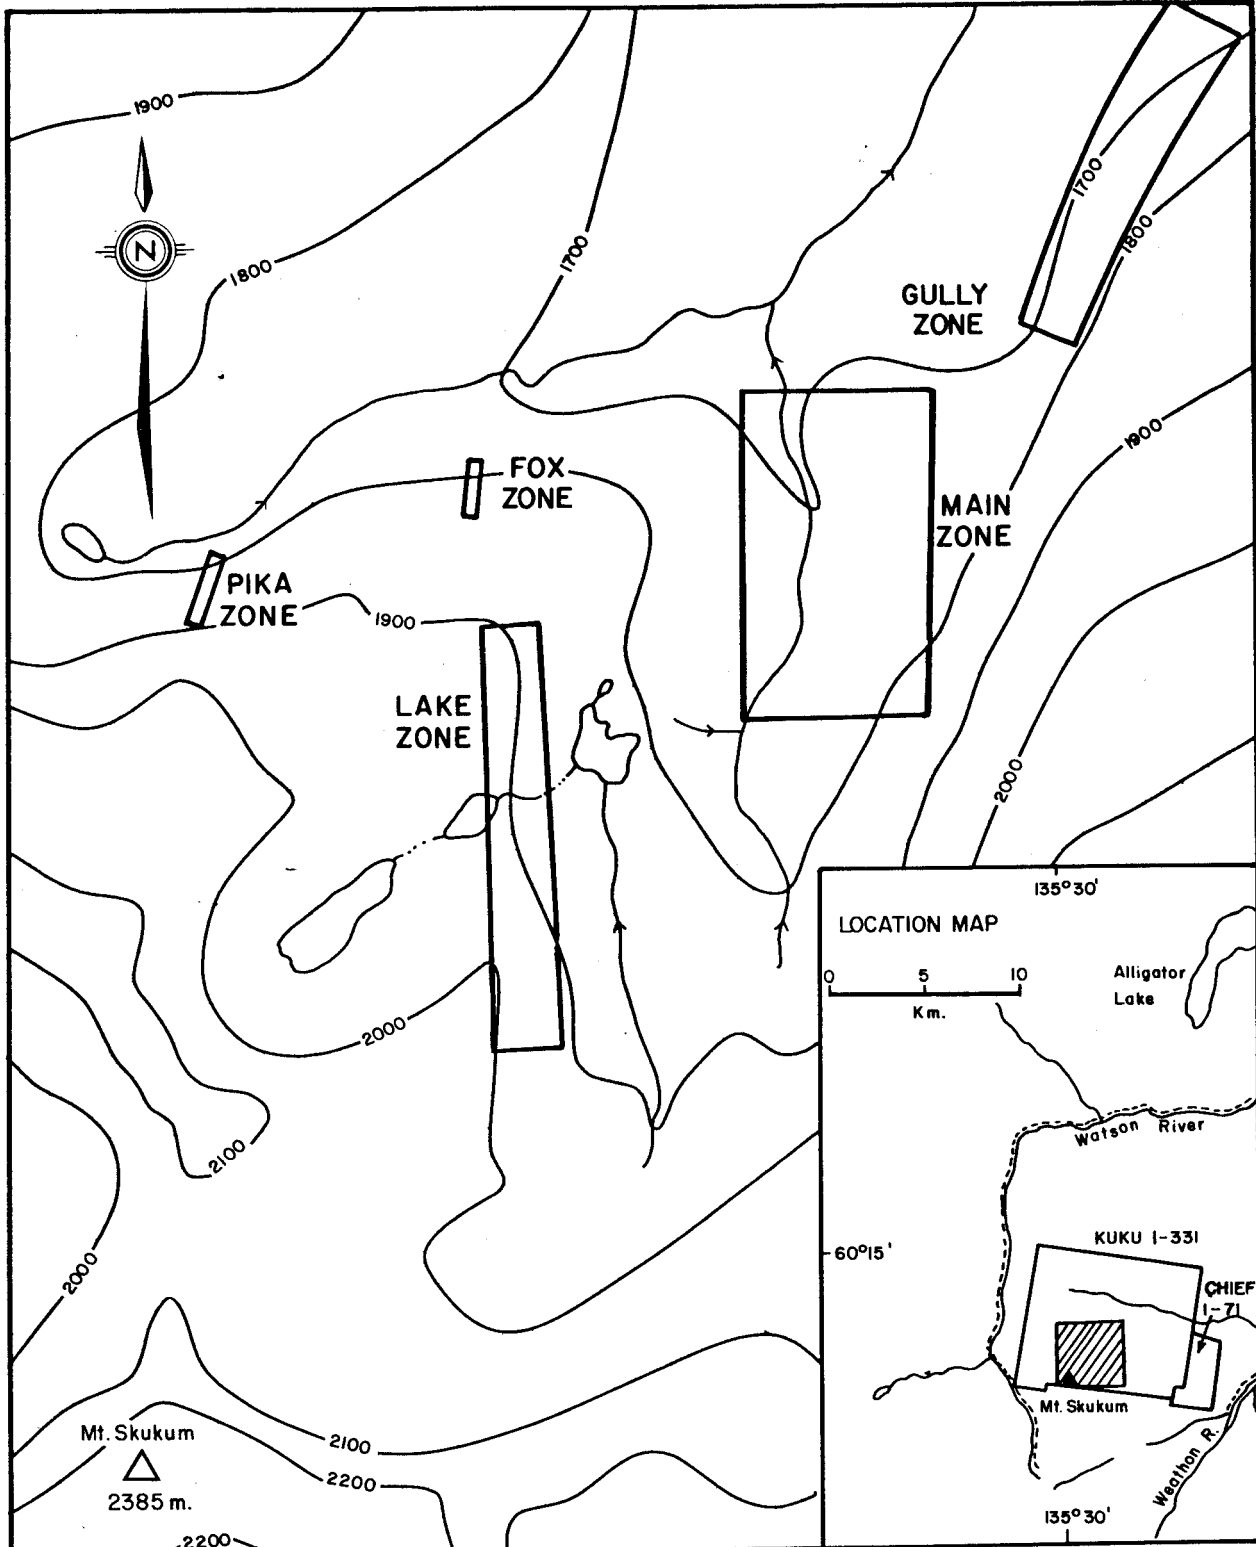 1900
N
1700
1800
1800
1700
GULLY
ZONE
1900
FOX
ZONE
MAIN
ZONE
PIKA
ZONE
1900
LAKE
ZONE
2000
2000
2100
2000
Mt. Skukum
2385 m.
2100
2200
2200
135°30'
LOCATION MAP
0 5 10
Km.
Alligator
Lake
Watson River
60°15'
KUKU 1-331
CHIEF
1-71
Mt. Skukum
Weathon R.
135°30'